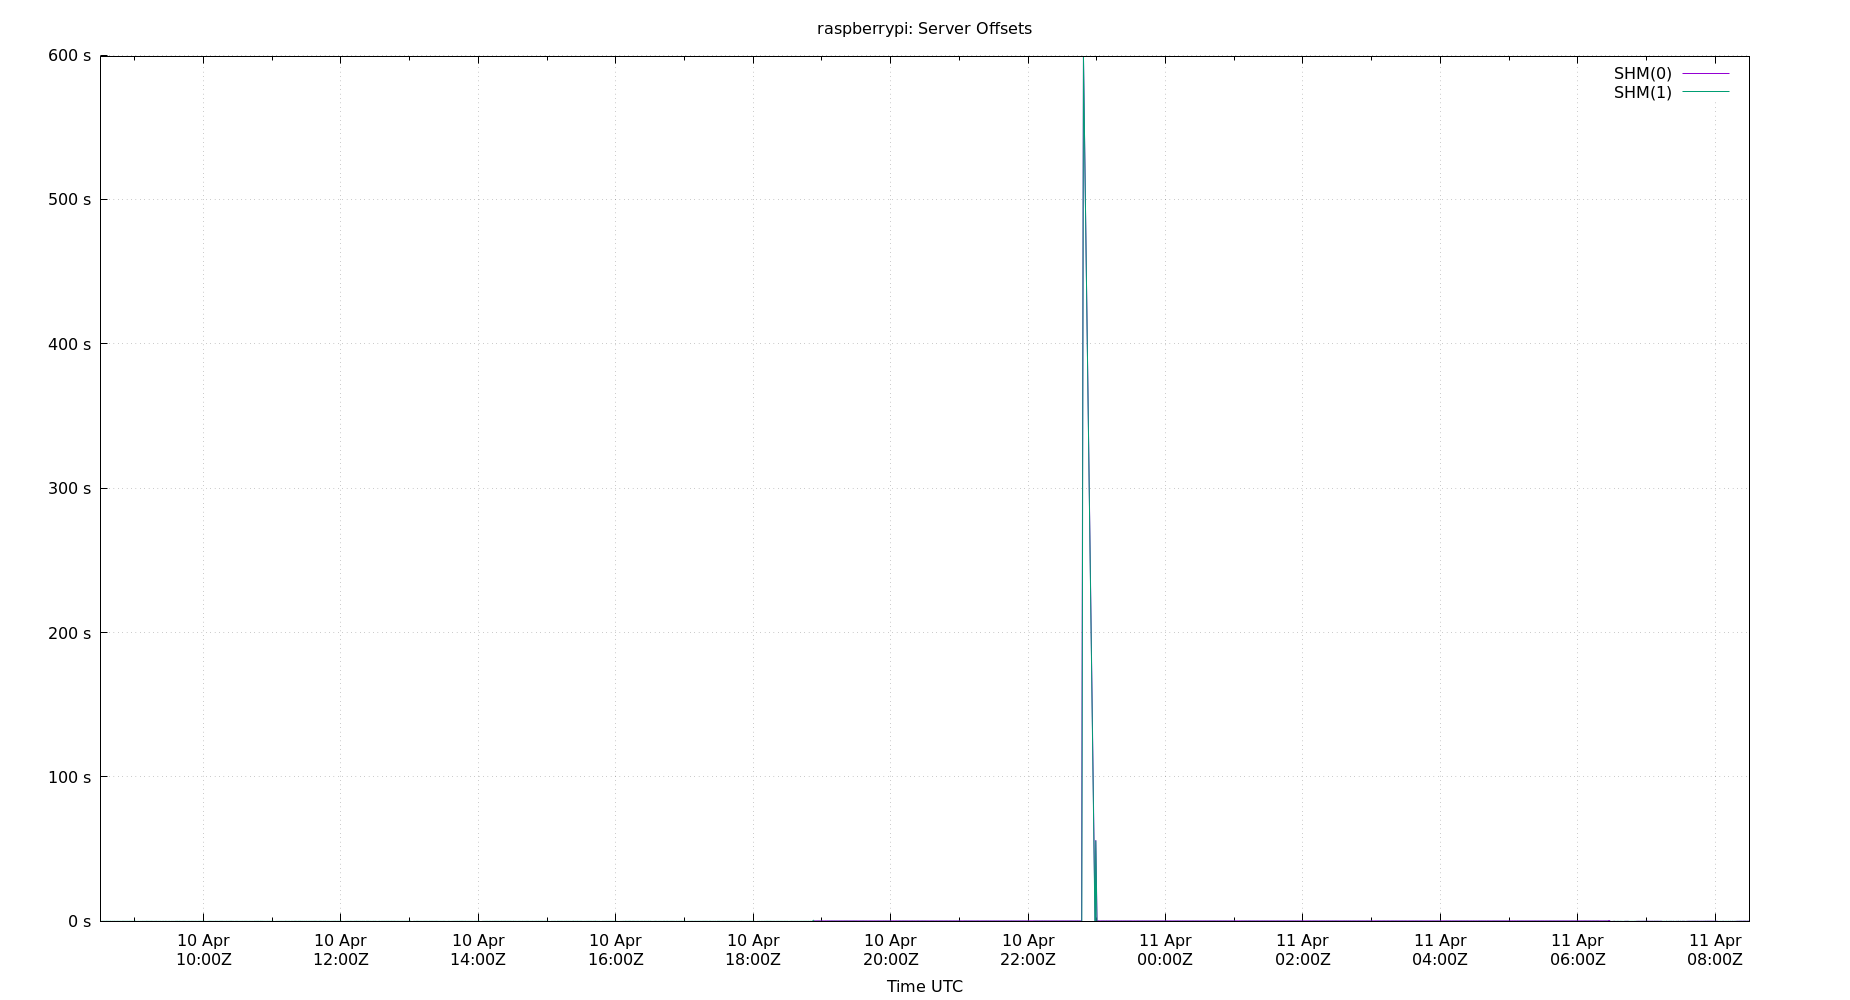 raspberrypi: Server Offsets
600 s
500 s
400 s
300 s
200 s
100 s
0 s
SHM(0)
SHM(1)
10 Apr 10 Apr 10 Apr 10 Apr 10 Apr 10 Apr 10 Apr 11 Apr 11 Apr 11 Apr 11 Apr 11 Apr
10:00Z 12:00Z 14:00Z 16:00Z 18:00Z 20:00Z 22:00Z 00:00Z 02:00Z 04:00Z 06:00Z 08:00Z
Time UTC